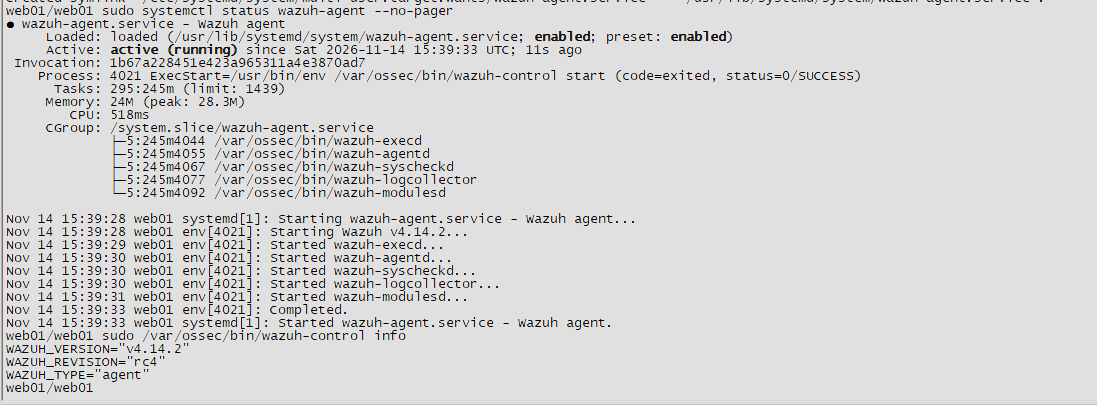 web01/web01 sudo systemctl status wazuh-agent --no-pager
● wazuh-agent.service - Wazuh agent
Loaded: loaded (/usr/lib/systemd/system/wazuh-agent.service; enabled; preset: enabled)
Active: active (running) since Sat 2026-11-14 15:39:33 UTC; 11s ago
Invocation: 1b67a228451e423a965311a4e3870ad7
Process: 4021 ExecStart=/usr/bin/env /var/ossec/bin/wazuh-control start (code=exited, status=0/SUCCESS)
Tasks: 295:245m (limit: 1439)
Memory: 24M (peak: 28.3M)
CPU: 518ms
CGroup: /system.slice/wazuh-agent.service
├─5:245m4044 /var/ossec/bin/wazuh-execd
├─5:245m4055 /var/ossec/bin/wazuh-agentd
├─5:245m4067 /var/ossec/bin/wazuh-syscheckd
├─5:245m4077 /var/ossec/bin/wazuh-logcollector
└─5:245m4092 /var/ossec/bin/wazuh-modulesd
Nov 14 15:39:28 web01 systemd[1]: Starting wazuh-agent.service - Wazuh agent...
Nov 14 15:39:28 web01 env[4021]: Starting Wazuh v4.14.2...
Nov 14 15:39:29 web01 env[4021]: Started wazuh-execd...
Nov 14 15:39:30 web01 env[4021]: Started wazuh-agentd...
Nov 14 15:39:30 web01 env[4021]: Started wazuh-syscheckd...
Nov 14 15:39:30 web01 env[4021]: Started wazuh-logcollector...
Nov 14 15:39:31 web01 env[4021]: Started wazuh-modulesd...
Nov 14 15:39:33 web01 env[4021]: Completed.
Nov 14 15:39:33 web01 systemd[1]: Started wazuh-agent.service - Wazuh agent.
web01/web01 sudo /var/ossec/bin/wazuh-control info
WAZUH_VERSION="v4.14.2"
WAZUH_REVISION="rc4"
WAZUH_TYPE="agent"
web01/web01